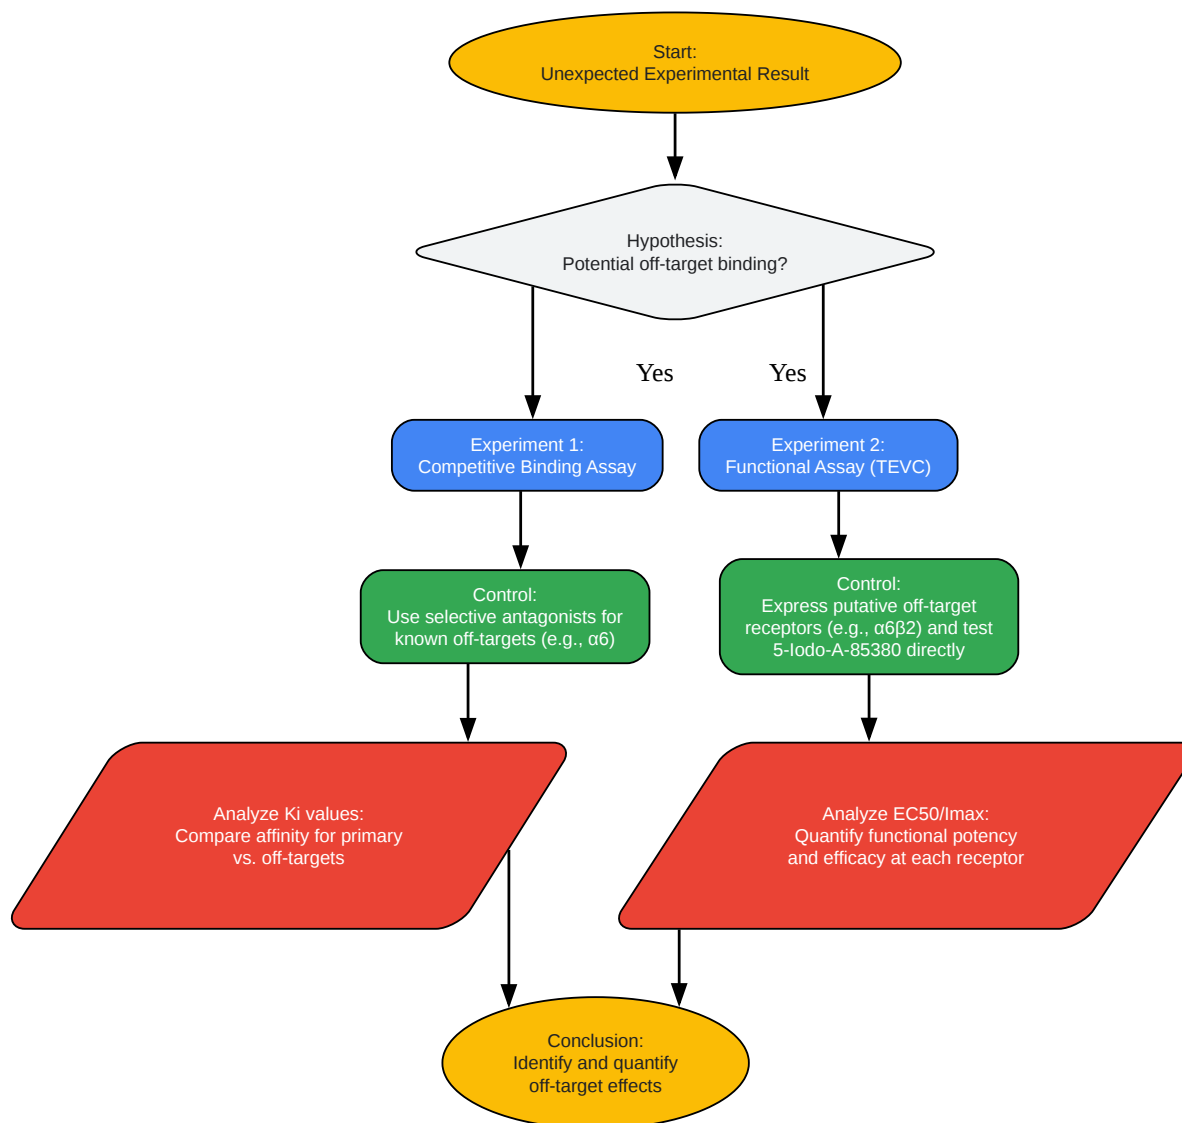 Start:
Unexpected Experimental Result
Hypothesis:
Potential off-target binding?
Yes
Yes
Experiment 1:
Competitive Binding Assay
Experiment 2:
Functional Assay (TEVC)
Control:
Use selective antagonists for
known off-targets (e.g., α6)
Control:
Express putative off-target
receptors (e.g., α6β2) and test
5-Iodo-A-85380 directly
Analyze Ki values:
Compare affinity for primary
vs. off-targets
Analyze EC50/Imax:
Quantify functional potency
and efficacy at each receptor
Conclusion:
Identify and quantify
off-target effects